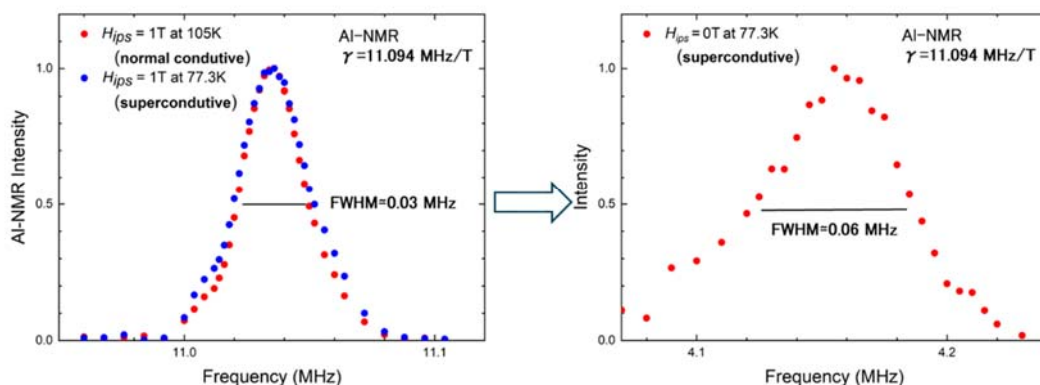 H_ips = 1T at 105K
(normal condutive)
H_ips = 1T at 77.3K
(supercondutive)
Al−NMR
γ=11.094 MHz/T
1.0
0.5
0.0
Al-NMR Intensity
FWHM=0.03 MHz
11.0
11.1
Frequency (MHz)
H_ips = 0T at 77.3K
(supercondutive)
Al−NMR
γ=11.094 MHz/T
1.0
0.5
0.0
Intensity
FWHM=0.06 MHz
4.1
4.2
Frequency (MHz)